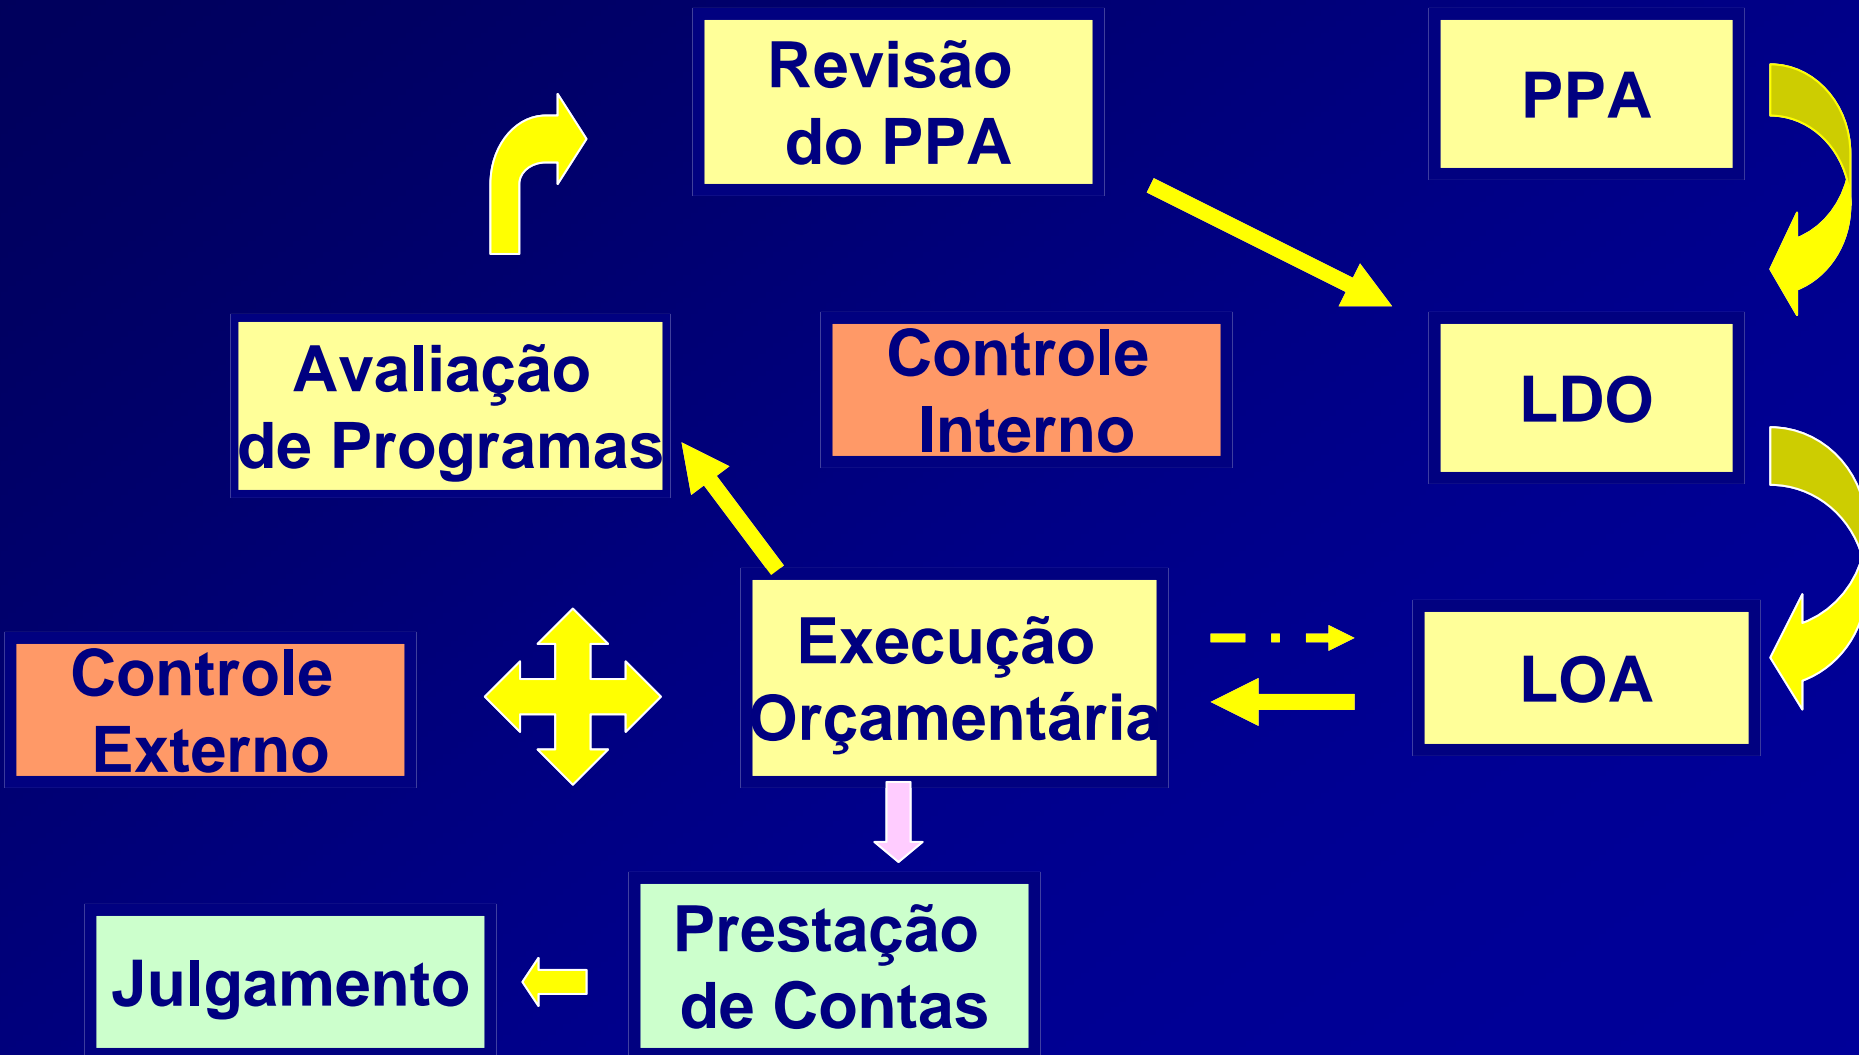 Revisão
do PPA
PPA
Avaliação
de Programas
Controle
Interno
LDO
Execução
Orçamentária
LOA
Controle
Externo
Prestação
de Contas
Julgamento